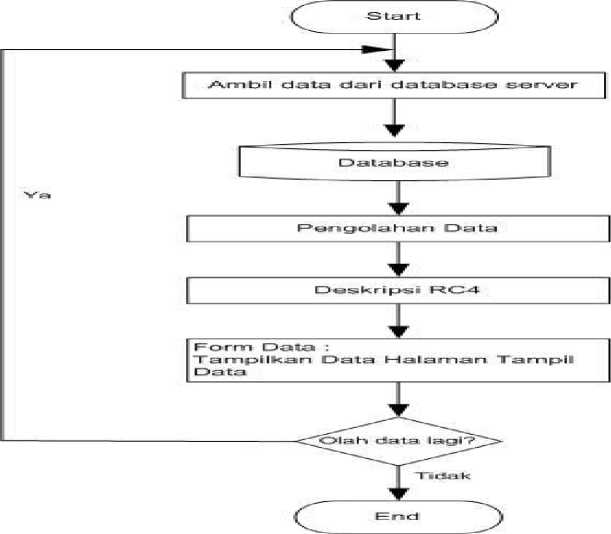 Start
Ambil data dari database server
Database
Ya
Pengolahan Data
Deskripsi RC4
Form Data :
Tampilkan Data Halaman Tampil
Data
Olah data lagi?
Tidak
End